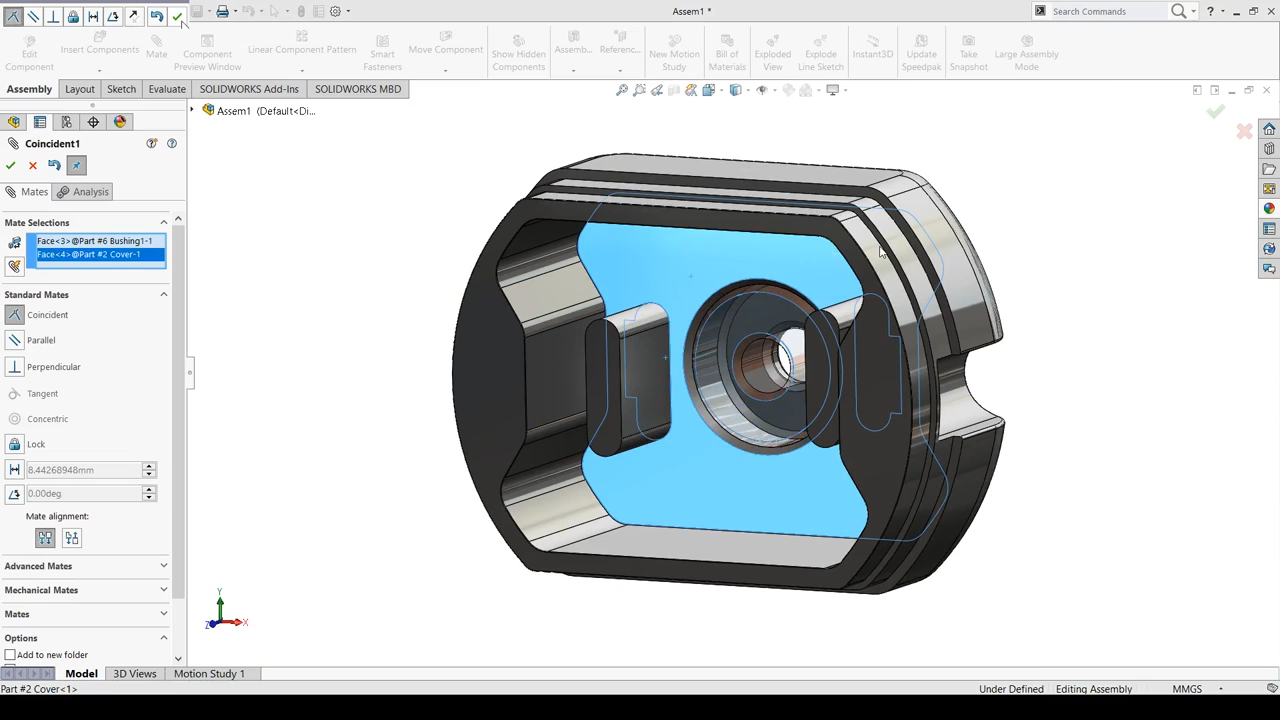 Assem1 *
Search Commands
Edit Component
Insert Components
Mate
Component Preview Window
Linear Component Pattern
Smart Fasteners
Move Component
Show Hidden Components
Assemb...
Referenc...
New Motion Study
Bill of Materials
Exploded View
Explode Line Sketch
Instant3D
Update Speedpak
Take Snapshot
Large Assembly Mode
Assembly
Layout
Sketch
Evaluate
SOLIDWORKS Add-Ins
SOLIDWORKS MBD
Assem1 (Default<Di...
Coincident1
Mates
Analysis
Mate Selections
Face<3>@Part #6 Bushing1-1
Face<4>@Part #2 Cover-1
Standard Mates
Coincident
Parallel
Perpendicular
Tangent
Concentric
Lock
8.44268948mm
0.00deg
Mate alignment:
Advanced Mates
Mechanical Mates
Mates
Options
Add to new folder
Y
Z
X
Model
3D Views
Motion Study 1
Part #2 Cover<1>
Under Defined
Editing Assembly
MMGS